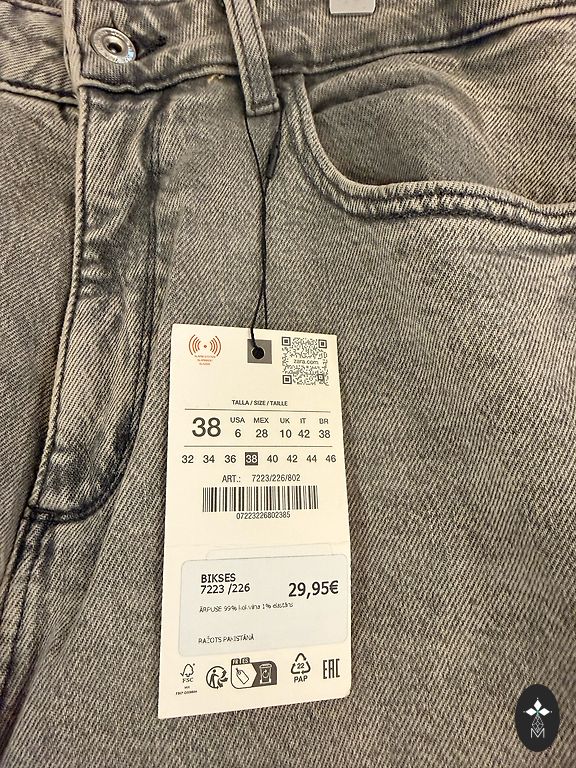 zara.com
TALLA / SIZE / TAILLE
38 USA MEX UK IT BR
6 28 10 42 38
32 34 36 38 40 42 44 46
ART.: 7223/226/802
07223226802385
BIKSES
7223 /226 29,95€
ĀRPUSE 99% kokvilna 1% elastāns
RAŽOTS PAKISTĀNĀ
FSC
FR
22
PAP
EAC
M